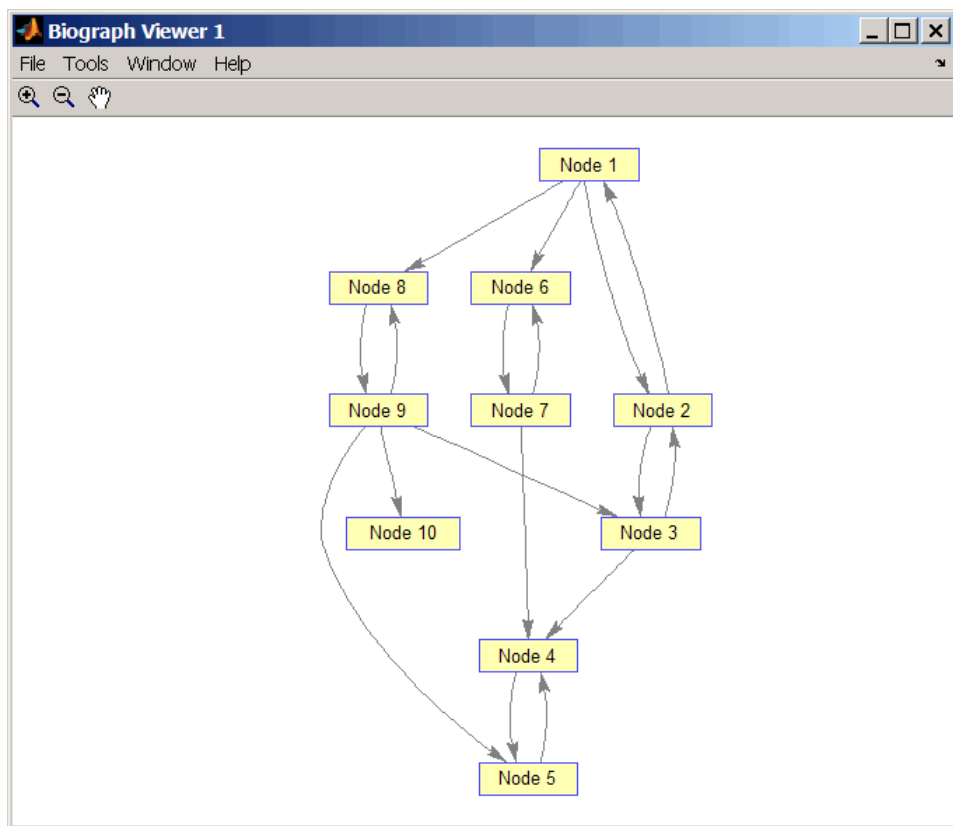 Biograph Viewer 1
File Tools Window Help
Node 1
Node 8 Node 6
Node 9 Node 7 Node 2
Node 10 Node 3
Node 4
Node 5